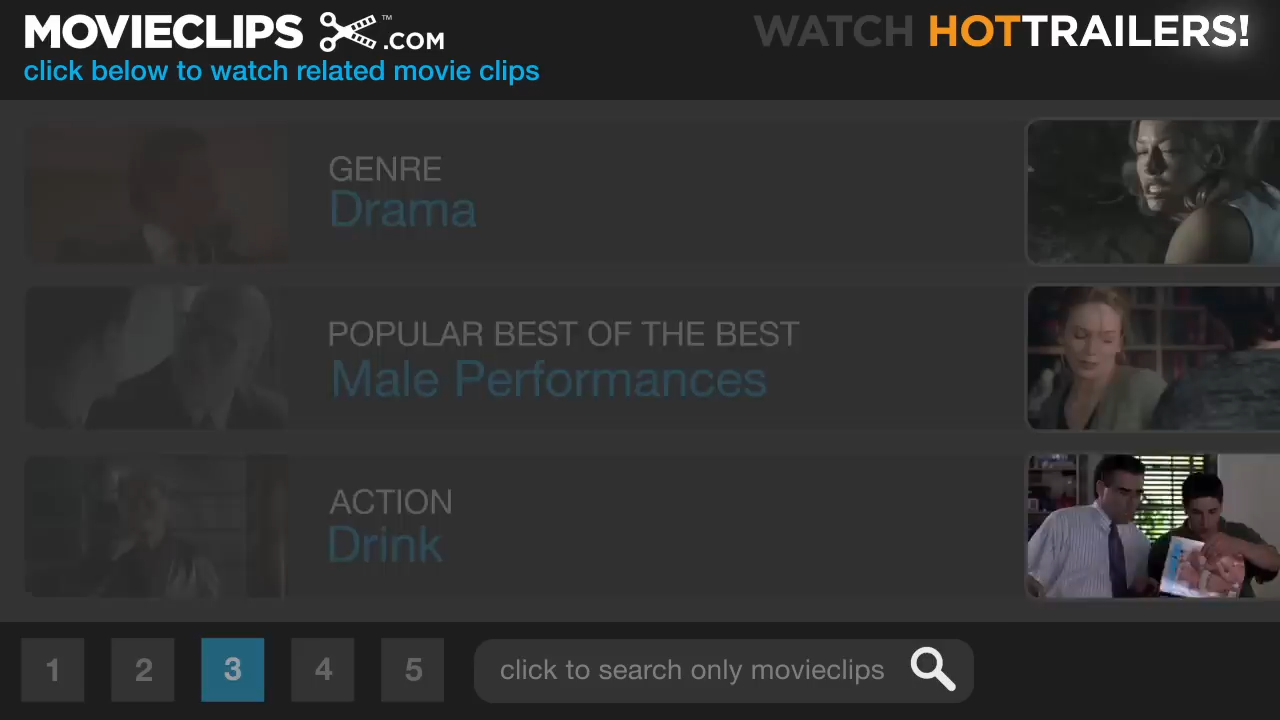 MOVIECLIPS ™ .COM
WATCH HOTTRAILERS!
click below to watch related movie clips
GENRE
Drama
POPULAR BEST OF THE BEST
Male Performances
ACTION
Drink
1 2 3 4 5
click to search only movieclips